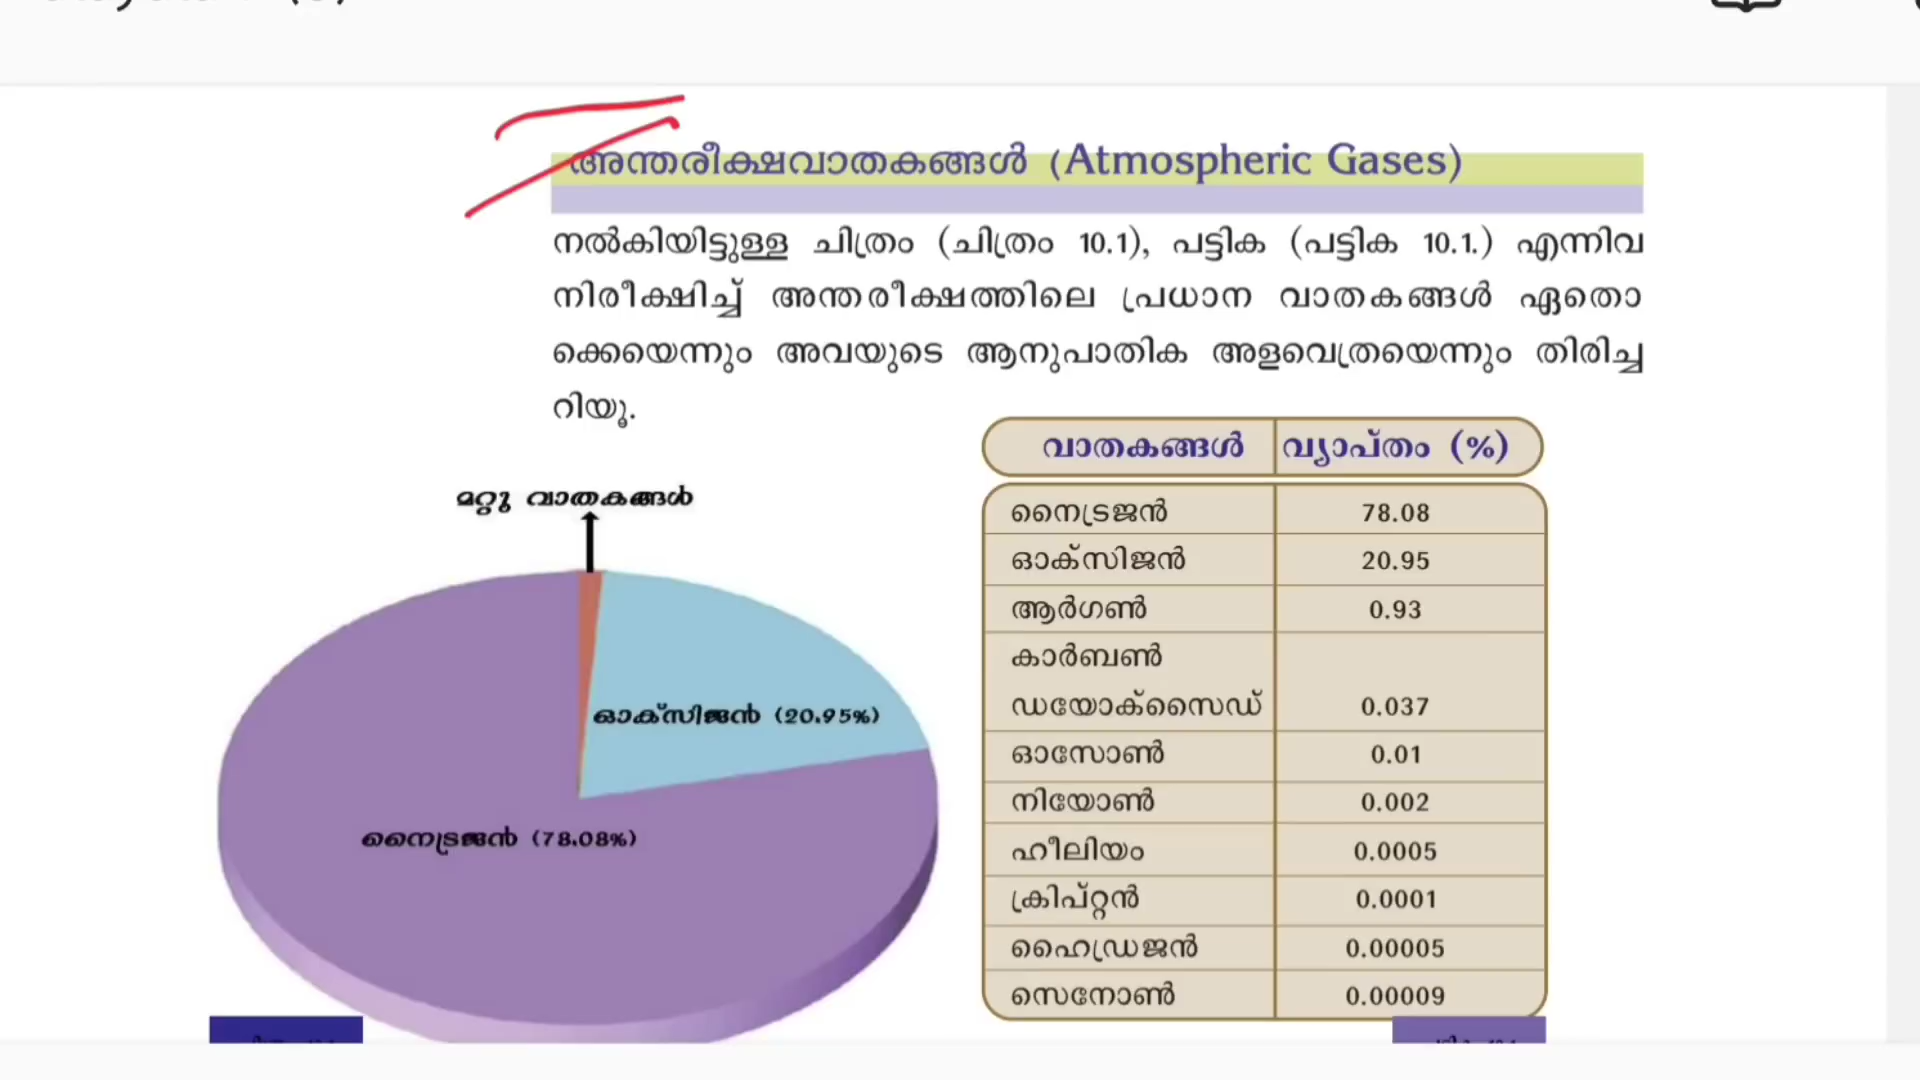 അന്തരീക്ഷവാതകങ്ങൾ (Atmospheric Gases)
നൽകിയിട്ടുള്ള ചിത്രം (ചിത്രം 10.1), പട്ടിക (പട്ടിക 10.1.) എന്നിവ
നിരീക്ഷിച്ച് അന്തരീക്ഷത്തിലെ പ്രധാന വാതകങ്ങൾ ഏതൊ
ക്കെയെന്നും അവയുടെ ആനുപാതിക അളവെത്രയെന്നും തിരിച്ച
റിയൂ.
മറ്റു വാതകങ്ങൾ
ഓക്സിജൻ (20.95%)
നൈട്രജൻ (78.08%)
വാതകങ്ങൾ വ്യാപ്തം (%)
നൈട്രജൻ 78.08
ഓക്സിജൻ 20.95
ആർഗൺ 0.93
കാർബൺ
ഡയോക്സൈഡ് 0.037
ഓസോൺ 0.01
നിയോൺ 0.002
ഹീലിയം 0.0005
ക്രിപ്റ്റൻ 0.0001
ഹൈഡ്രജൻ 0.00005
സെനോൺ 0.00009